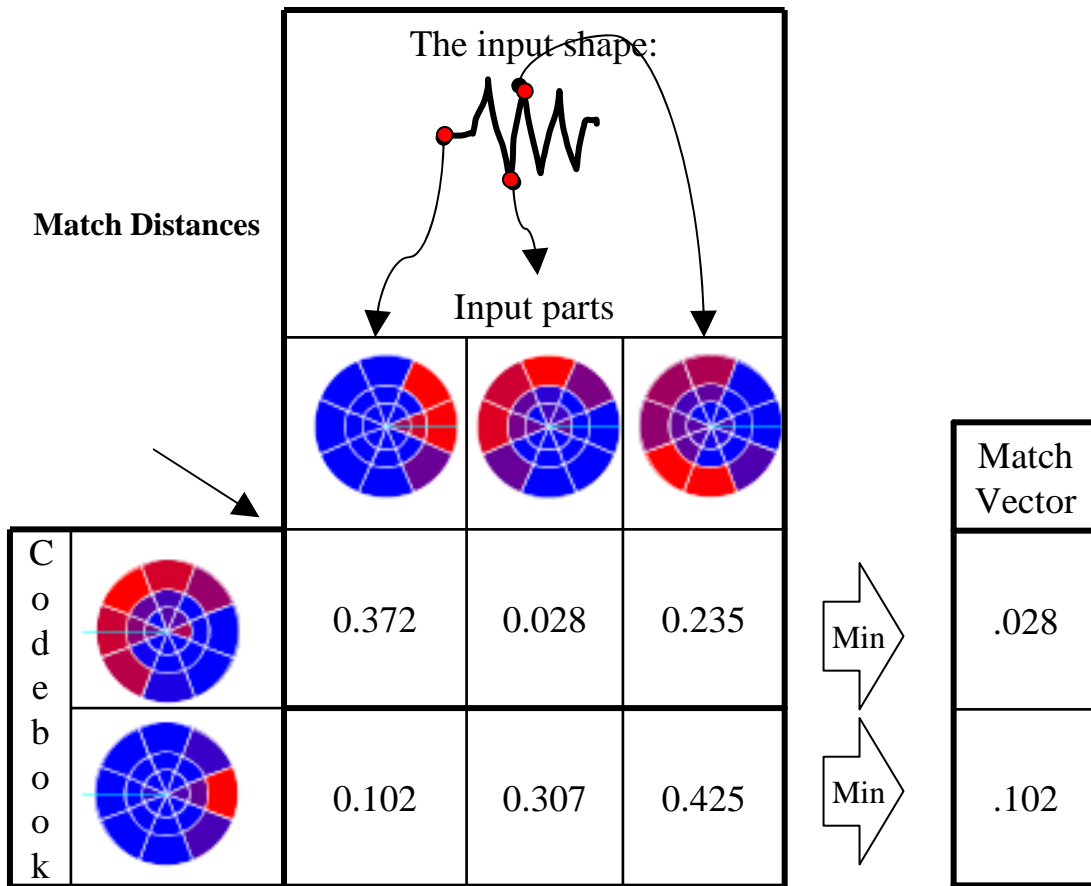 The input shape:
Match Distances
Input parts
Match
Vector
C
o
d
e
b
o
o
k
0.372 0.028 0.235
Min
.028
0.102 0.307 0.425
Min
.102